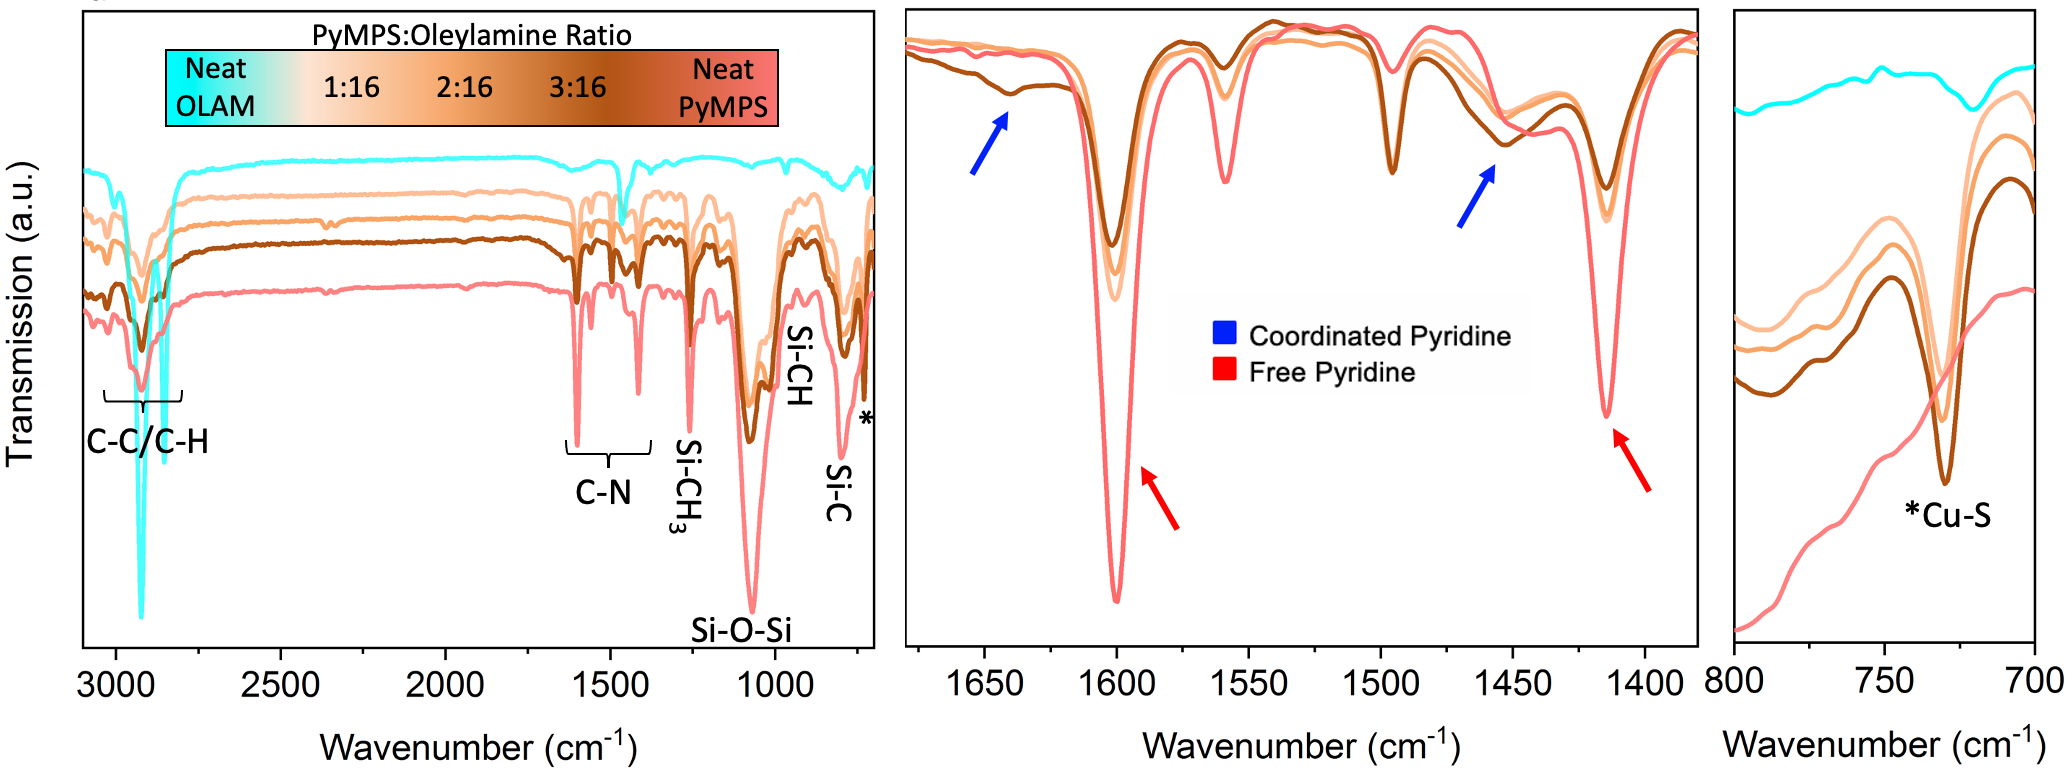 PyMPS:Oleylamine Ratio
Neat OLAM
1:16
2:16
3:16
Neat PyMPS
Transmission (a.u.)
C-C/C-H
C-N
Si-CH3
Si-O-Si
Si-CH
Si-C
*
3000 2500 2000 1500 1000
Wavenumber (cm-1)
Coordinated Pyridine
Free Pyridine
1650 1600 1550 1500 1450 1400
Wavenumber (cm-1)
*Cu-S
800 750 700
Wavenumber (cm-1)